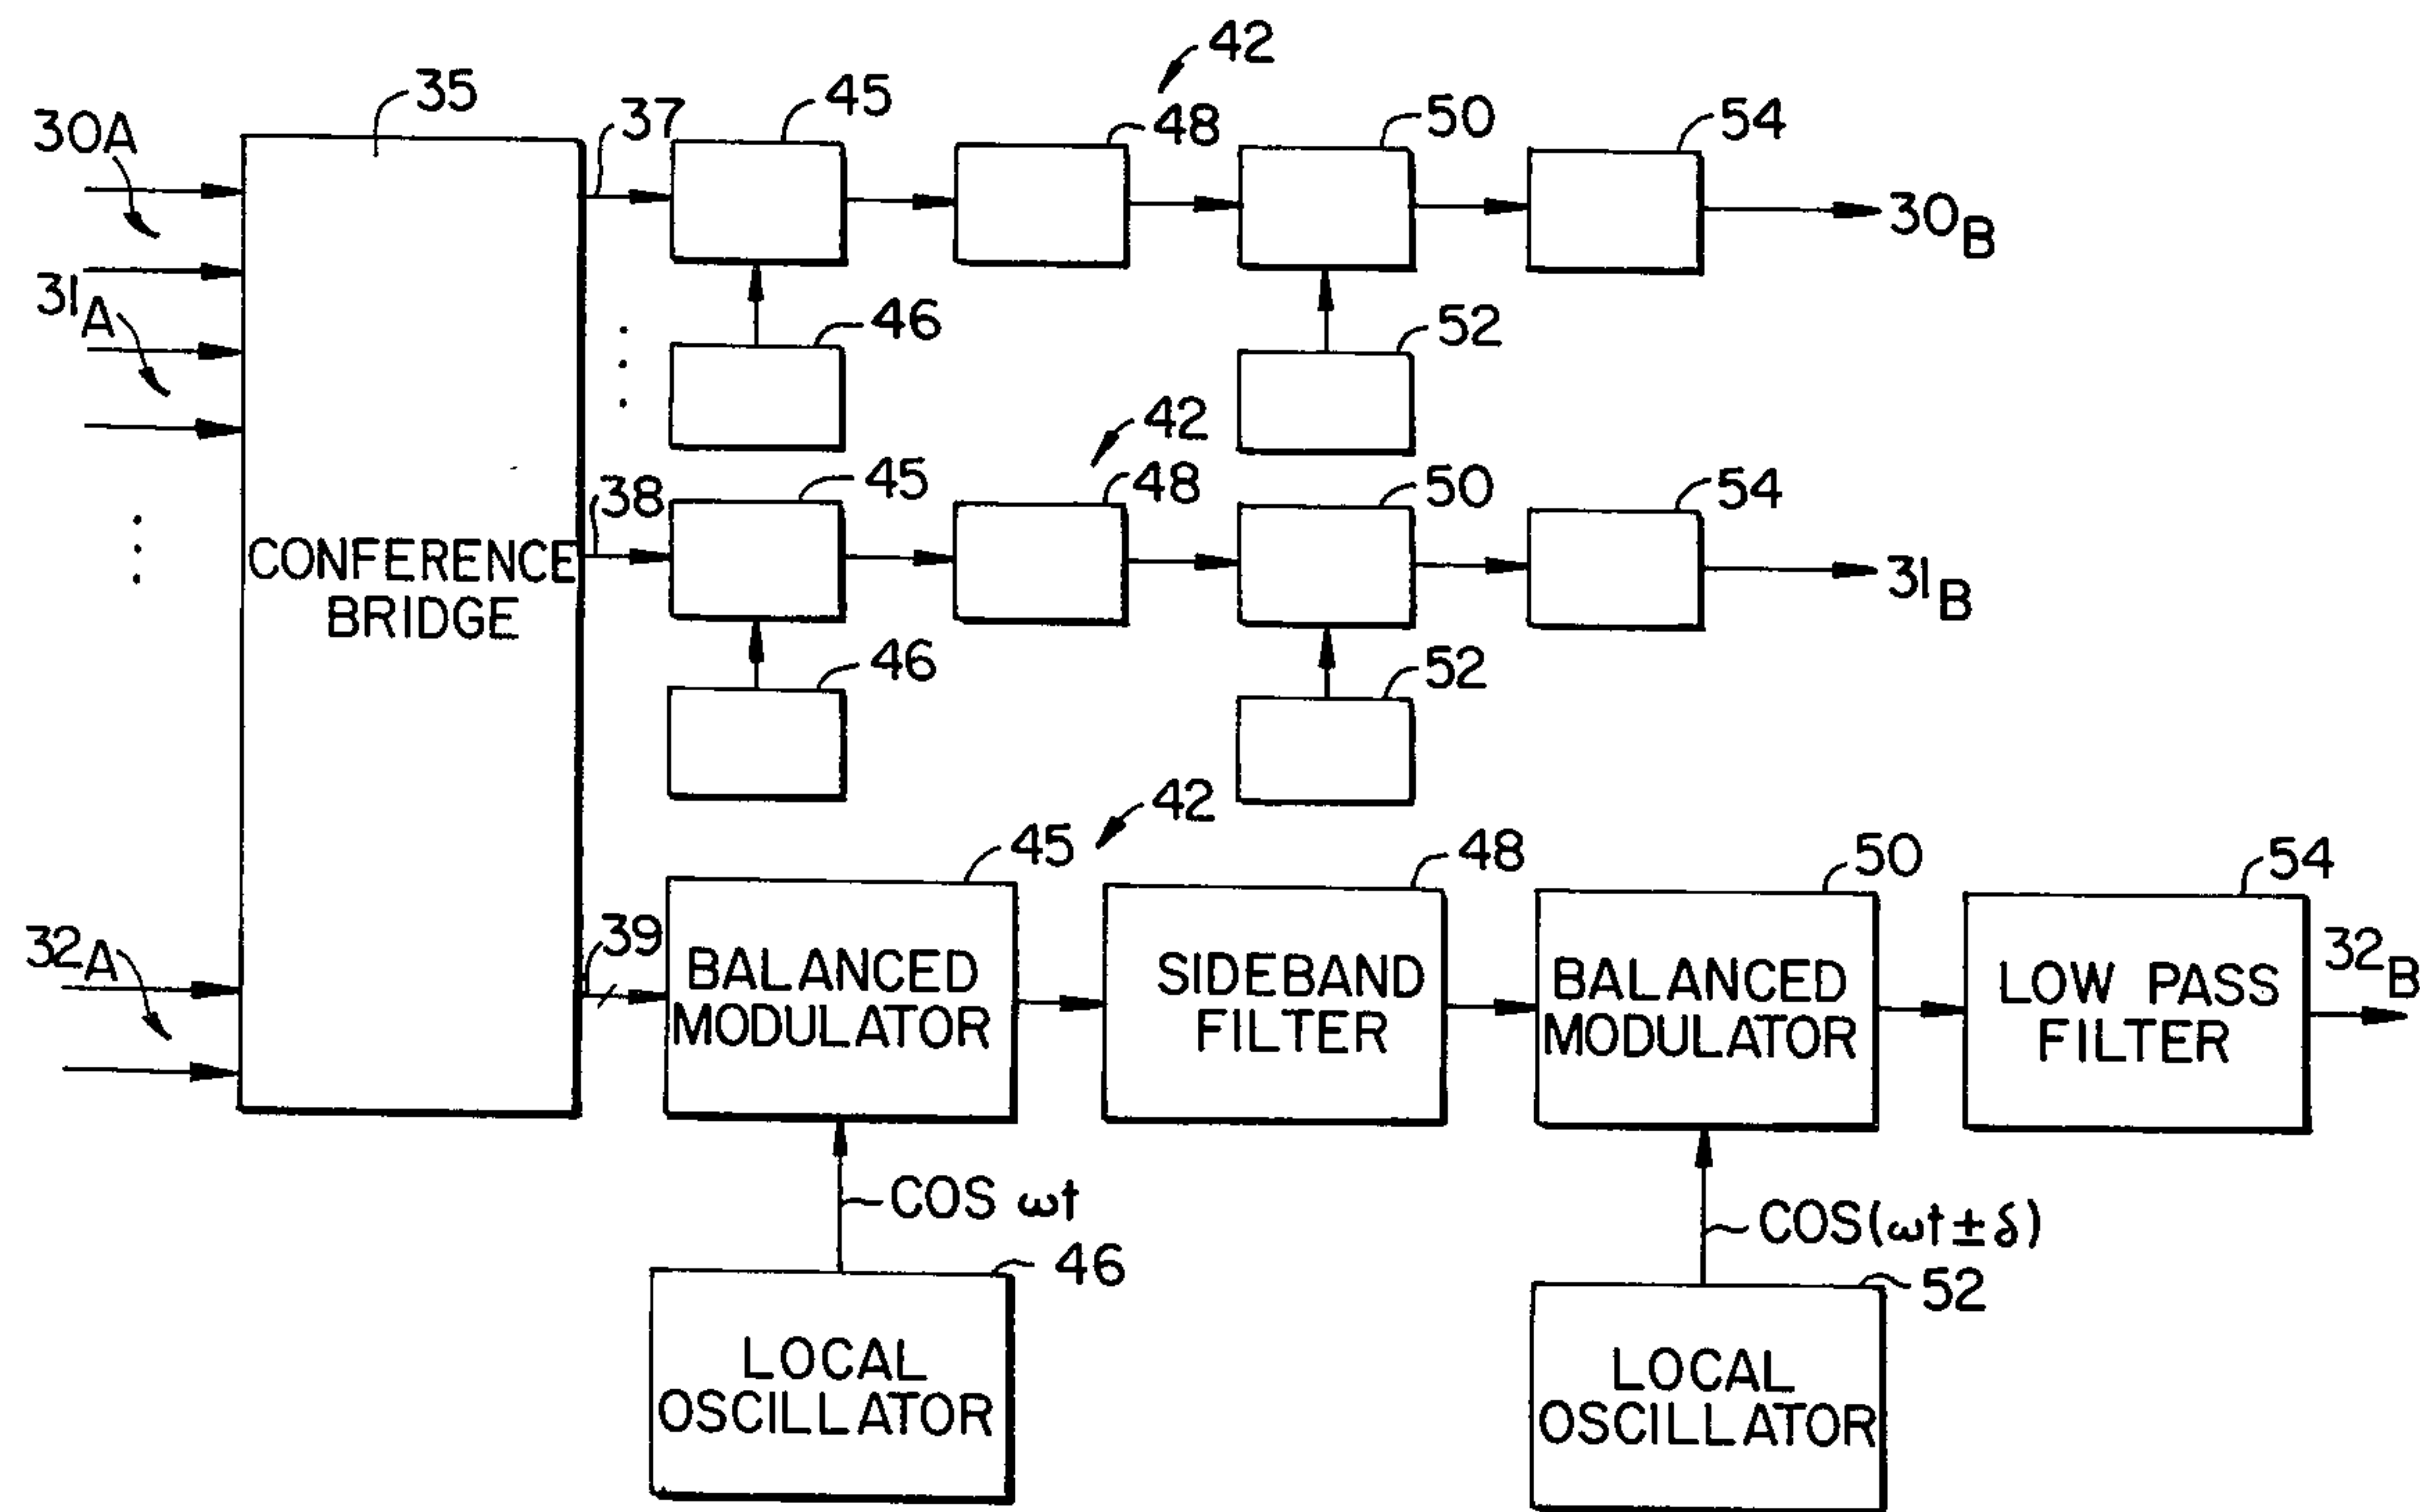 42
35
45
37
48
50
54
30A
30B
31A
46
52
42
45
38
48
50
54
CONFERENCE
BRIDGE
31B
46
52
42
45
48
50
54
39
32A
32B
BALANCED
MODULATOR
SIDEBAND
FILTER
BALANCED
MODULATOR
LOW PASS
FILTER
COS ωt
COS(ωt ± δ)
46
52
LOCAL
OSCILLATOR
LOCAL
OSCILLATOR